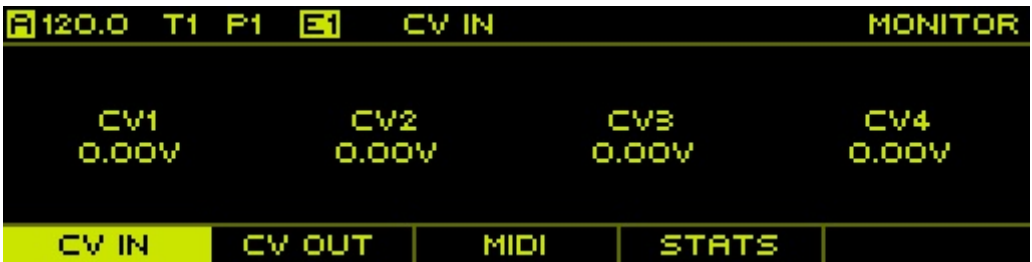 A 120.0 T1 P1 E1 CV IN MONITOR
CV1 CV2 CV3 CV4
0.00V 0.00V 0.00V 0.00V
CV IN CV OUT MIDI STATS